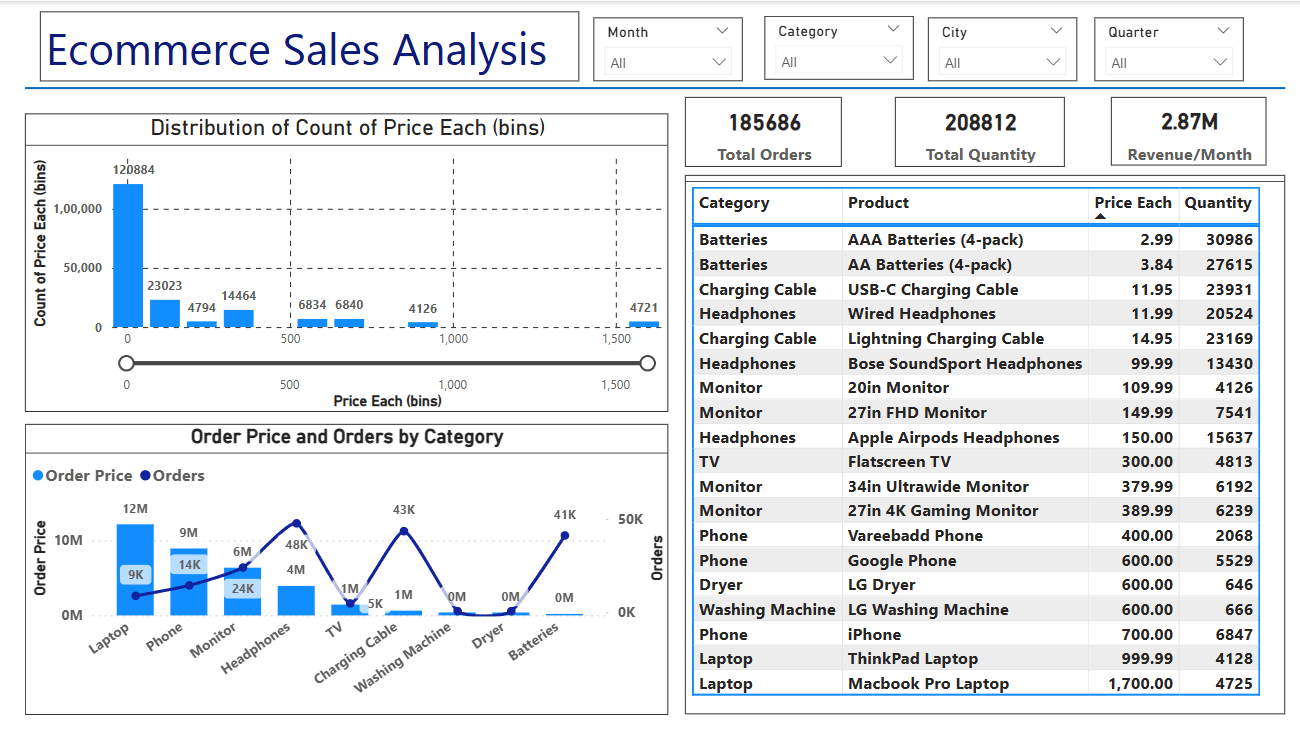 Ecommerce Sales Analysis
Month
All
Category
All
City
All
Quarter
All
185686
Total Orders
208812
Total Quantity
2.87M
Revenue/Month
Distribution of Count of Price Each (bins)
Count of Price Each (bins)
1,00,000
50,000
0
120884
23023
4794
14464
6834
6840
4126
4721
0
500
1,000
1,500
0
500
1,000
1,500
Price Each (bins)
Order Price and Orders by Category
Order Price
Orders
Order Price
10M
0M
12M
9M
6M
4M
1M
1M
0M
0M
0M
9K
14K
24K
48K
5K
43K
41K
50K
0K
Orders
Laptop
Phone
Monitor
Headphones
TV
Charging Cable
Washing Machine
Dryer
Batteries
Category Product Price Each Quantity
Batteries AAA Batteries (4-pack) 2.99 30986
Batteries AA Batteries (4-pack) 3.84 27615
Charging Cable USB-C Charging Cable 11.95 23931
Headphones Wired Headphones 11.99 20524
Charging Cable Lightning Charging Cable 14.95 23169
Headphones Bose SoundSport Headphones 99.99 13430
Monitor 20in Monitor 109.99 4126
Monitor 27in FHD Monitor 149.99 7541
Headphones Apple Airpods Headphones 150.00 15637
TV Flatscreen TV 300.00 4813
Monitor 34in Ultrawide Monitor 379.99 6192
Monitor 27in 4K Gaming Monitor 389.99 6239
Phone Vareebadd Phone 400.00 2068
Phone Google Phone 600.00 5529
Dryer LG Dryer 600.00 646
Washing Machine LG Washing Machine 600.00 666
Phone iPhone 700.00 6847
Laptop ThinkPad Laptop 999.99 4128
Laptop Macbook Pro Laptop 1,700.00 4725